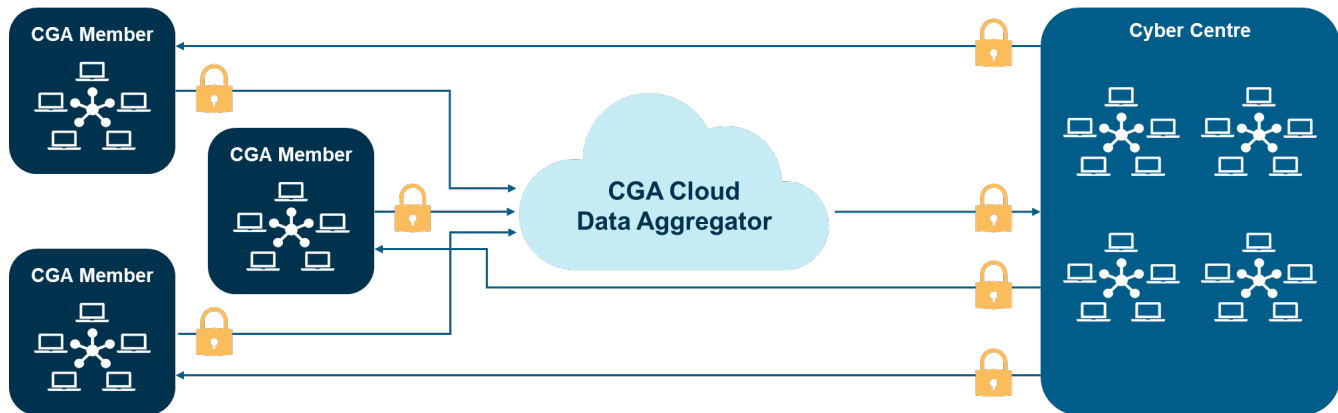 CGA Member
Cyber Centre
CGA Member
CGA Cloud
Data Aggregator
CGA Member